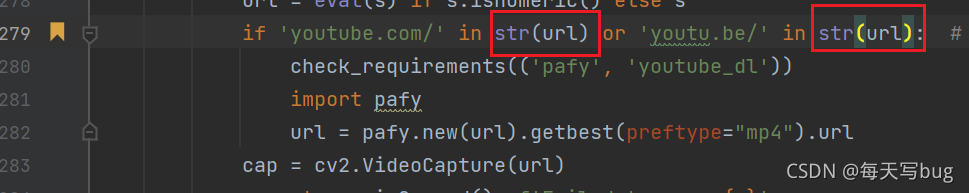 278 url = eval(s) if s.isnumeric() else s
279 if 'youtube.com/' in str(url) or 'youtu.be/' in str(url): #
280 check_requirements(('pafy', 'youtube_dl'))
281 import pafy
282 url = pafy.new(url).getbest(preftype="mp4").url
283 cap = cv2.VideoCapture(url)
CSDN @每天写bug